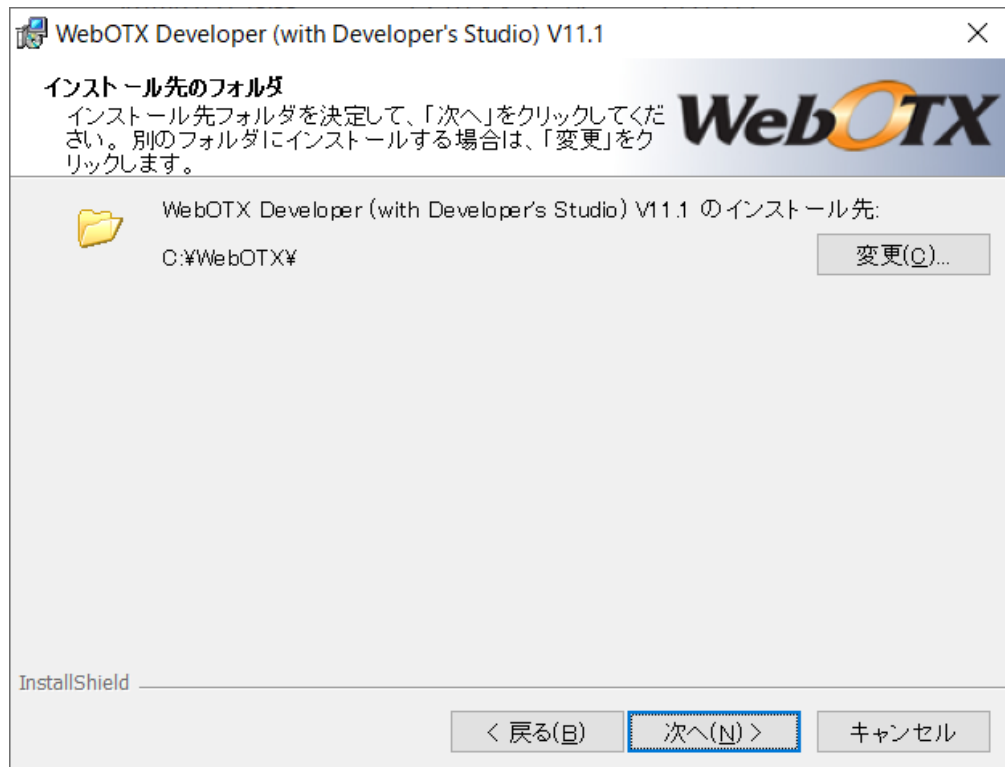 WebOTX Developer (with Developer's Studio) V11.1
インストール先のフォルダ
インストール先フォルダを決定して、「次へ」をクリックしてくだ
さい。別のフォルダにインストールする場合は、「変更」をク
リックします。
WebOTX
WebOTX Developer (with Developer's Studio) V11.1 のインストール先:
C:¥WebOTX¥
変更(C)...
InstallShield
< 戻る(B)
次へ(N) >
キャンセル